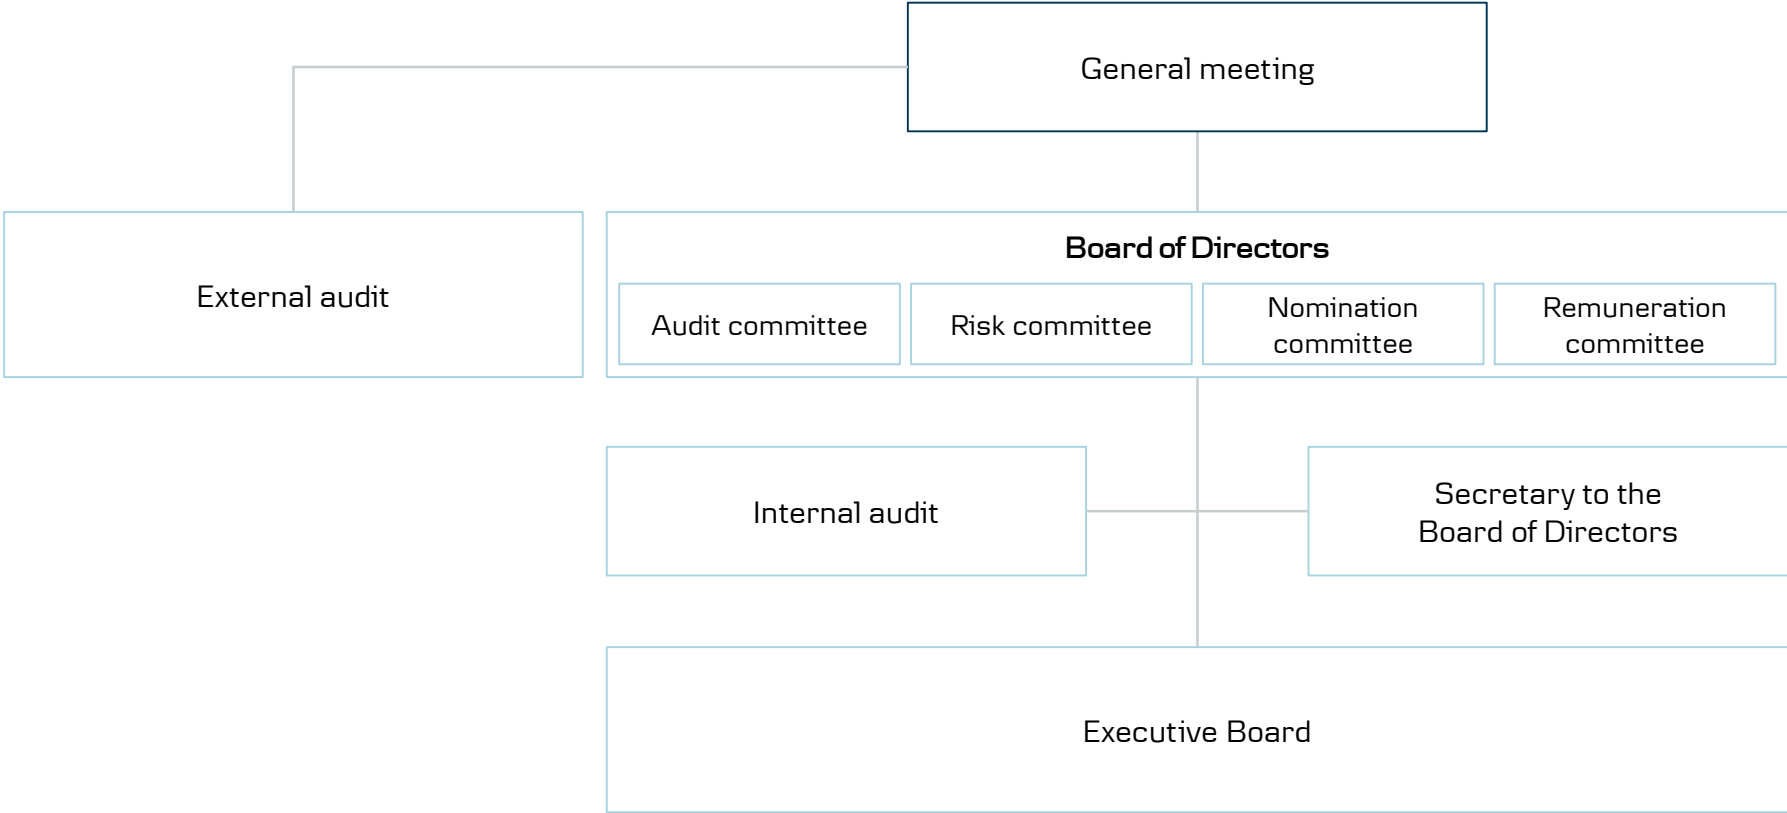 General meeting
External audit
Board of Directors
Audit committee
Risk committee
Nomination
committee
Remuneration
committee
Internal audit
Secretary to the
Board of Directors
Executive Board